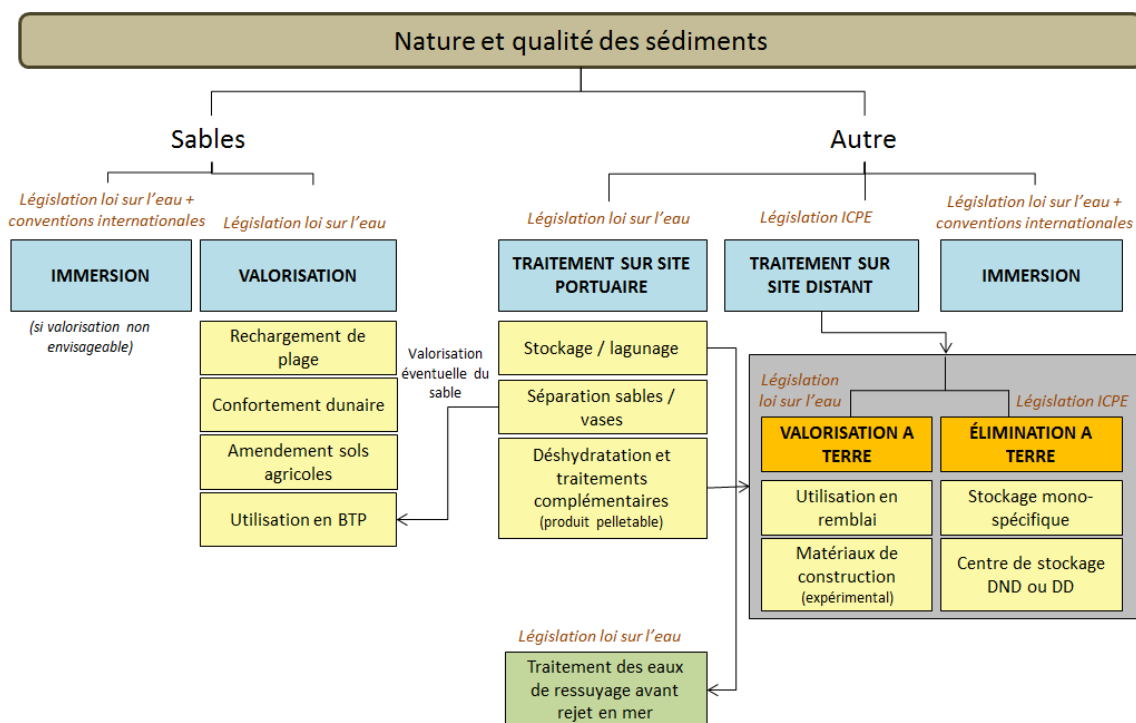 Nature et qualité des sédiments
Sables
Autre
Législation loi sur l'eau +
conventions internationales
Législation loi sur l'eau
Législation loi sur l'eau
Législation ICPE
Législation loi sur l'eau +
conventions internationales
IMMERSION
VALORISATION
TRAITEMENT SUR SITE
PORTUAIRE
TRAITEMENT SUR
SITE DISTANT
IMMERSION
(si valorisation non
envisageable)
Rechargement de
plage
Confortement dunaire
Amendement sols
agricoles
Utilisation en BTP
Valorisation
éventuelle du
sable
Stockage / lagunage
Séparation sables /
vases
Déshydratation et
traitements
complémentaires
(produit pelletable)
Législation
loi sur l'eau
Législation ICPE
VALORISATION A
TERRE
ÉLIMINATION A
TERRE
Utilisation en
remblai
Stockage mono-
spécifique
Matériaux de
construction
(expérimental)
Centre de stockage
DND ou DD
Législation loi sur l'eau
Traitement des eaux
de ressuyage avant
rejet en mer